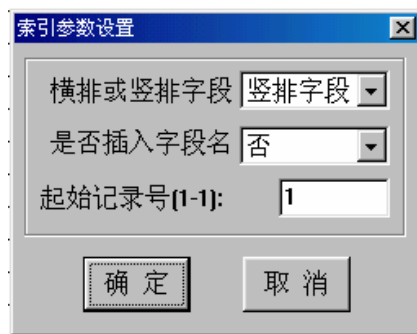 索引参数设置
横排或竖排字段 竖排字段
是否插入字段名 否
起始记录号(1-1): 1
确 定 取 消